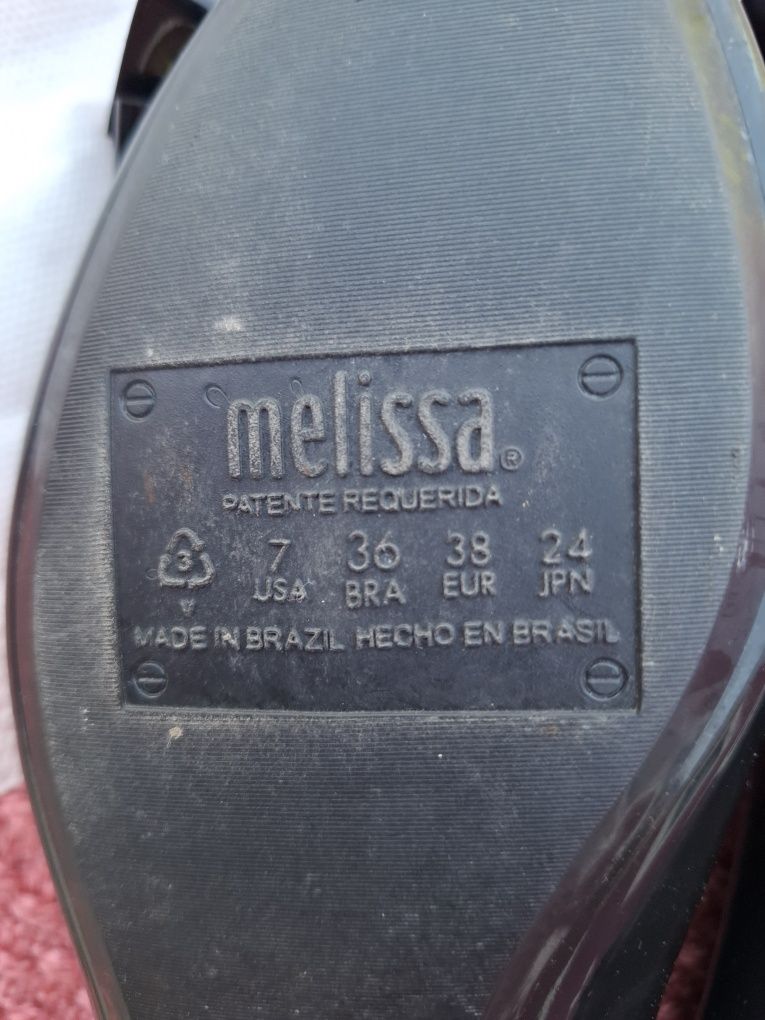 melissa®
PATENTE REQUERIDA
3 7 36 38 24
V USA BRA EUR JPN
MADE IN BRAZIL HECHO EN BRASIL